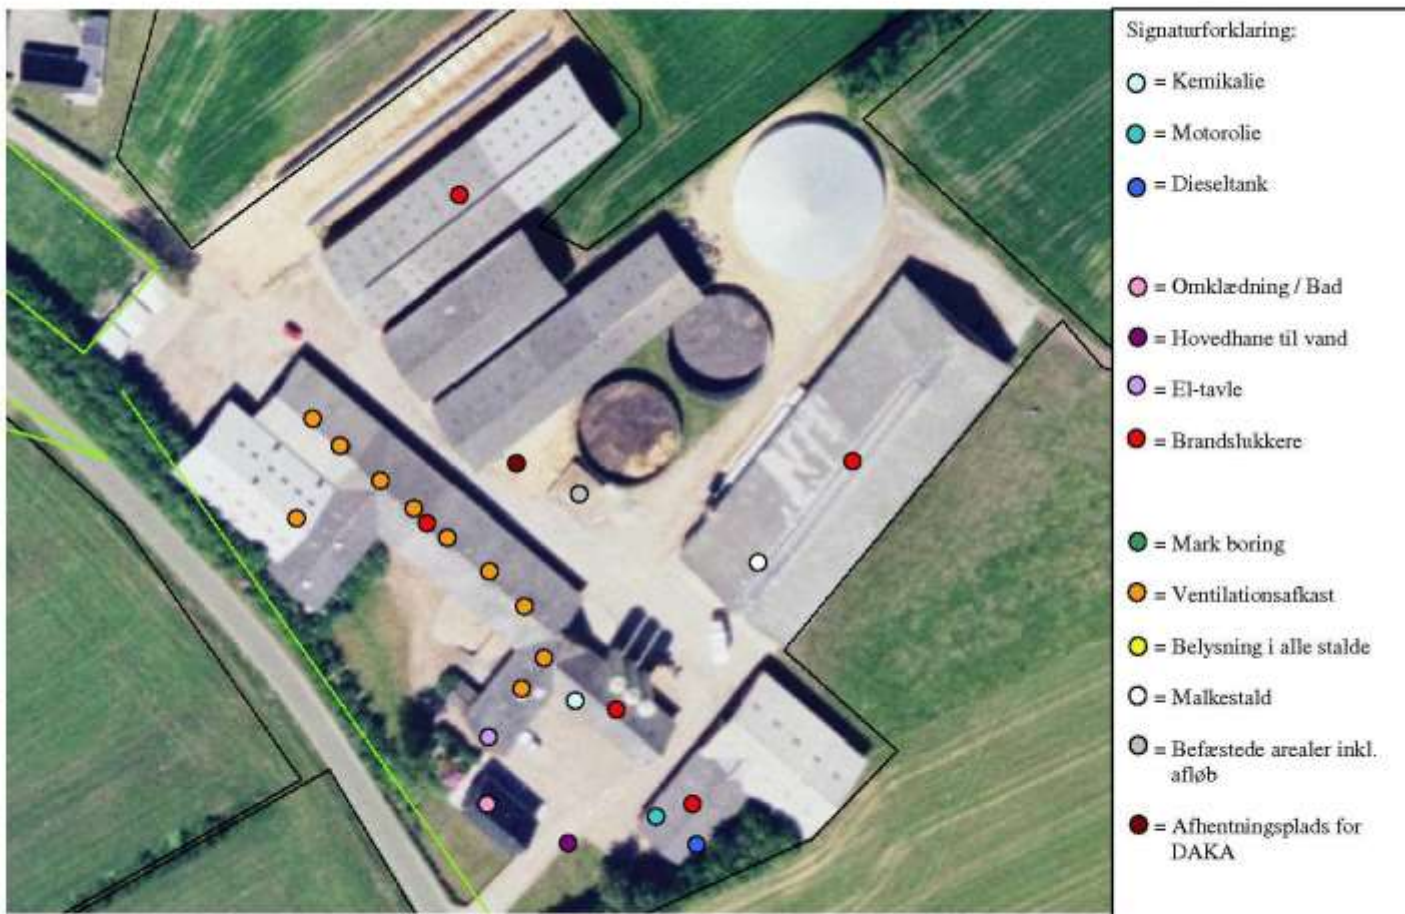 Signaturforklaring:
= Kemikalie
= Motorolie
= Dieseltank
= Omklædning / Bad
= Hovedhane til vand
= El-tavle
= Brandslukkere
= Mark boring
= Ventilationsafkast
= Belysning i alle stalde
= Malkestald
= Befæstede arealer inkl.
afløb
= Afhentningsplads for
DAKA